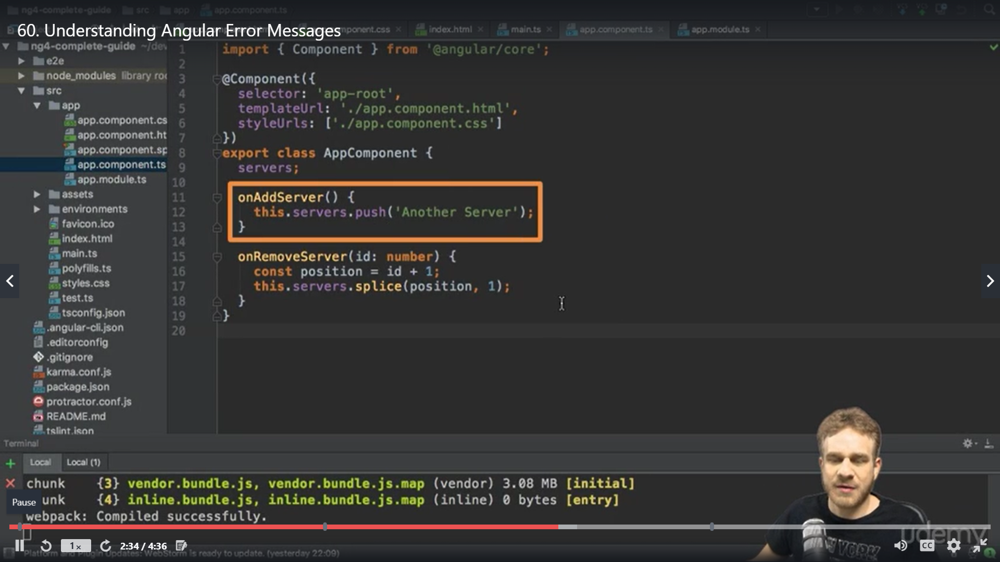 ng4-complete-guide src app app.component.ts
60. Understanding Angular Error Messages
component.css index.html main.ts app.component.ts app.module.ts
ng4-complete-guide ~/dev
e2e
node_modules library roo
src
app
app.component.cs
app.component.ht
app.component.sp
app.component.ts
app.module.ts
assets
environments
favicon.ico
index.html
main.ts
polyfills.ts
styles.css
test.ts
tsconfig.json
.angular-cli.json
.editorconfig
.gitignore
karma.conf.js
package.json
protractor.conf.js
README.md
tslint.json
1 import { Component } from '@angular/core';
2
3 @Component({
4 selector: 'app-root',
5 templateUrl: './app.component.html',
6 styleUrls: ['./app.component.css']
7 })
8 export class AppComponent {
9 servers;
10
11 onAddServer() {
12 this.servers.push('Another Server');
13 }
14
15 onRemoveServer(id: number) {
16 const position = id + 1;
17 this.servers.splice(position, 1);
18 }
19 }
20
Terminal
Local Local (1)
chunk {3} vendor.bundle.js, vendor.bundle.js.map (vendor) 3.08 MB [initial]
unk {4} inline.bundle.js, inline.bundle.js.map (inline) 0 bytes [entry]
Pause
webpack: Compiled successfully.
1x 2:34 / 4:36
CC
udemy
YORK
Platform and Plugin Updates: WebStorm is ready to update. (yesterday 22:09)
1